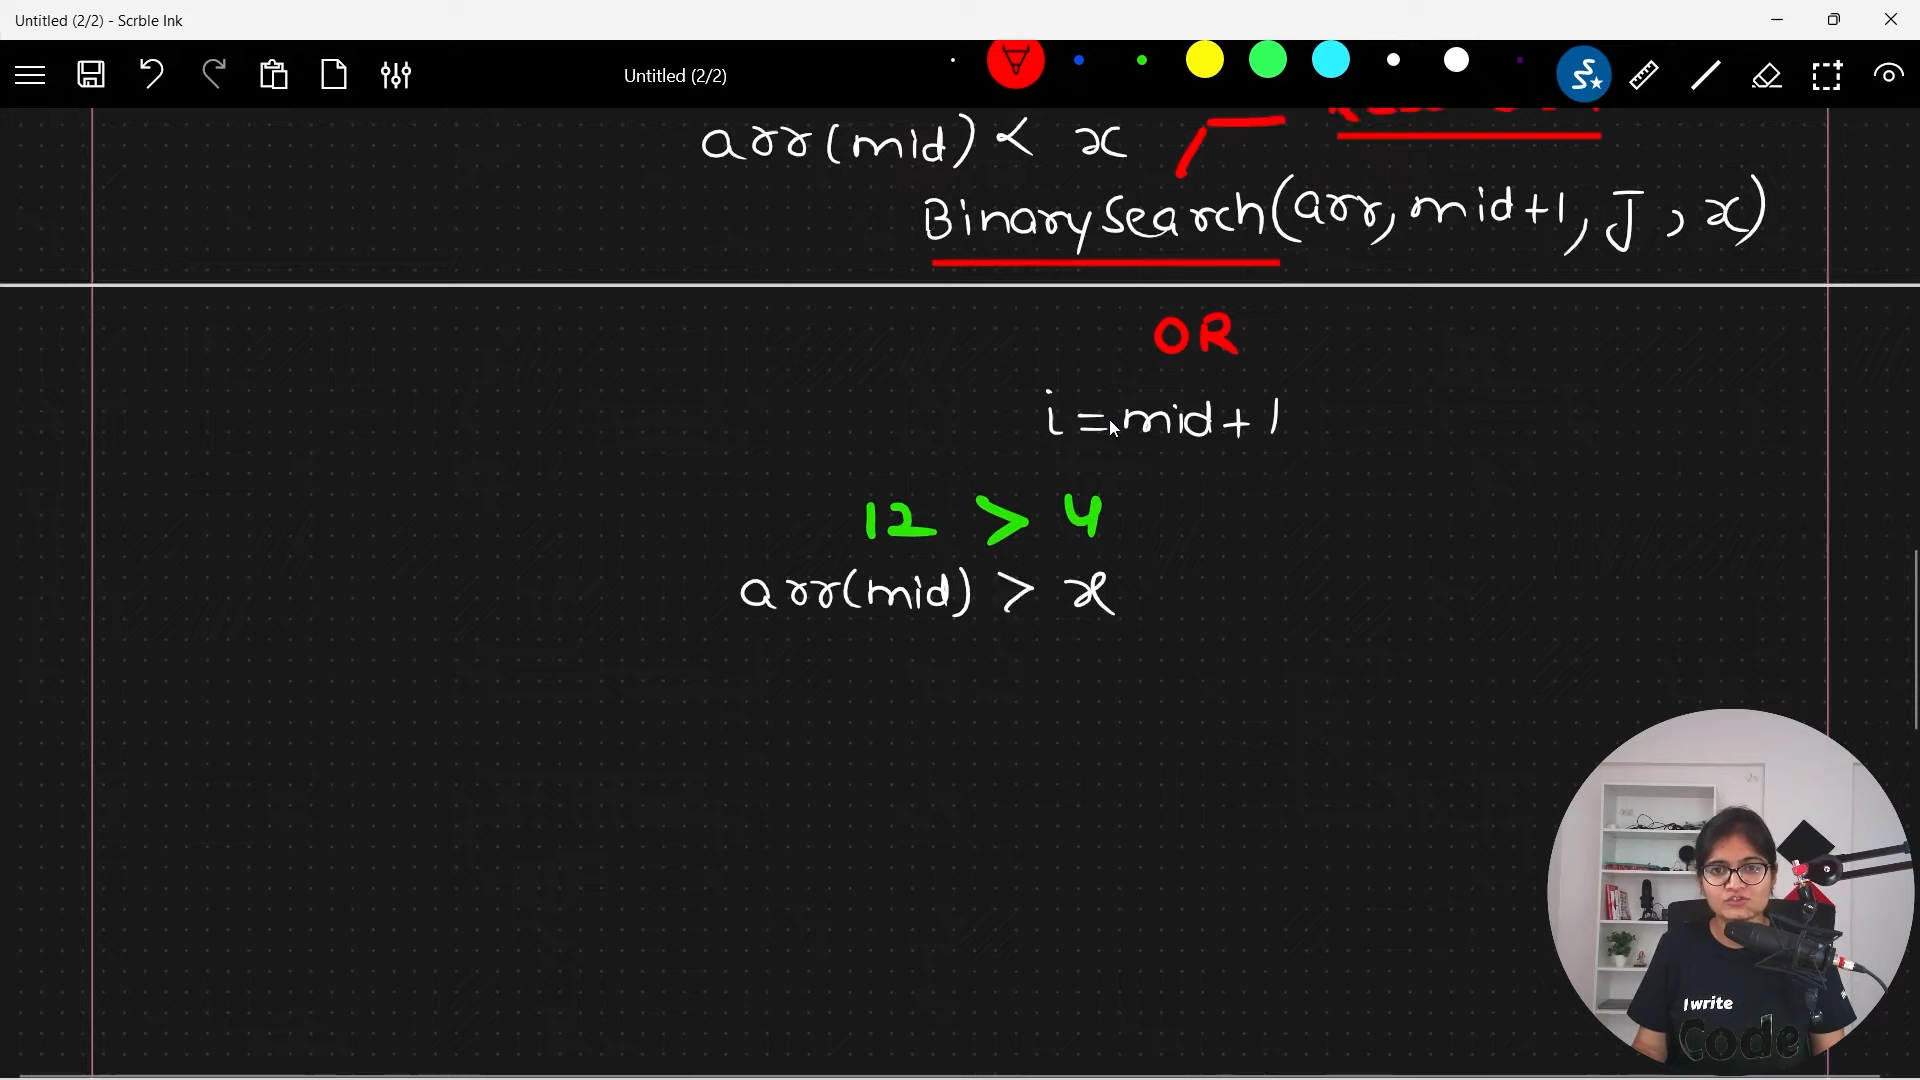 Untitled (2/2) - Scrble Ink
Untitled (2/2)
arr(mid) < x
BinarySearch(arr, mid+1, J, x)
OR
i = mid + 1
12 > 4
arr(mid) > x
I write
Code